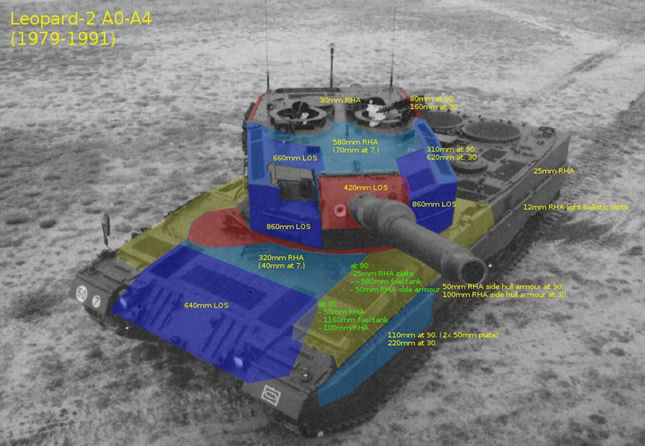 Leopard-2 A0-A4
(1979-1991)
80mm RHA
80mm at 90.
160mm at 30.
580mm RHA
(70mm at 7.)
660mm LOS
310mm at 90.
620mm at. 30
25mm RHA
420mm LOS
860mm LOS
12mm RHA light ballistic skirts
860mm LOS
320mm RHA
(40mm at 7.)
at 90. :
-25mm RHA plate
- ~580mm fuel tank
- 50mm RHA side armour
50mm RHA side hull armour at 90.
100mm RHA side hull armour at 30.
640mm LOS
at 30.
- 50mm RHA
- 1160mm fuel tank
- 100mm RHA
110mm at 90. (2x 50mm plate)
220mm at 30.
7
S